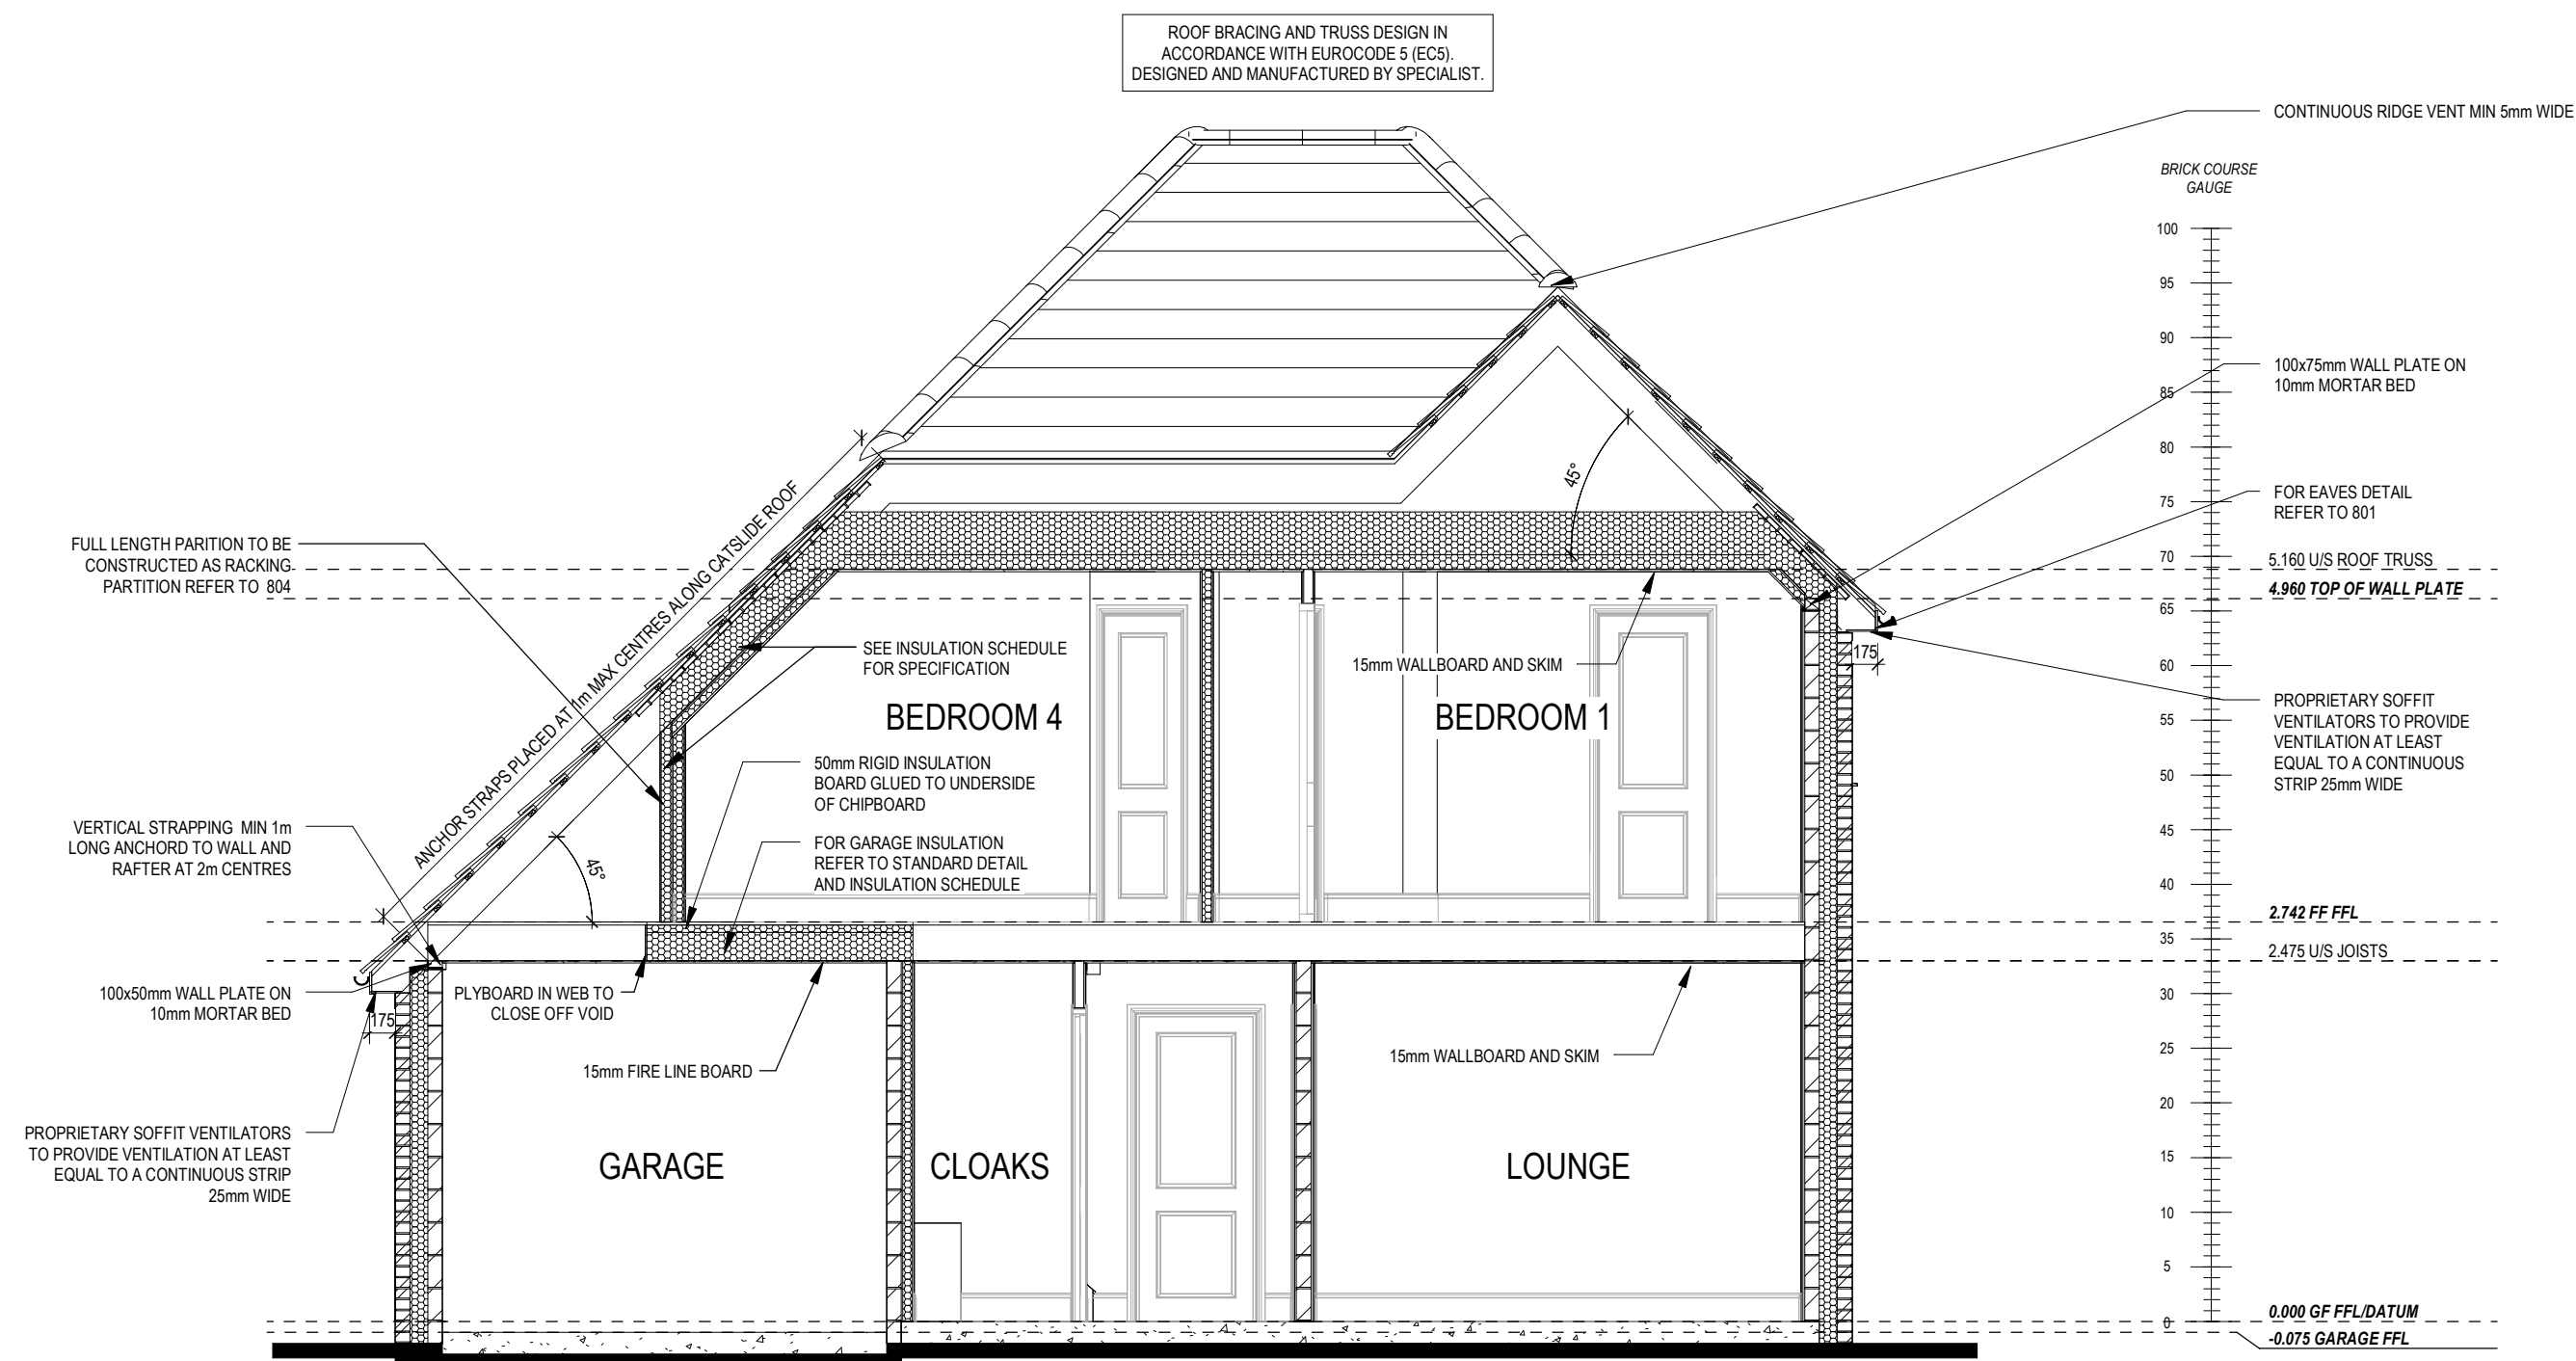 ROOF BRACING AND TRUSS DESIGN IN
ACCORDANCE WITH EUROCODE 5 (EC5).
DESIGNED AND MANUFACTURED BY SPECIALIST.
CONTINUOUS RIDGE VENT MIN 5mm WIDE
BRICK COURSE
GAUGE
100
95
90
85
80
75
70
65
60
55
50
45
40
35
30
25
20
15
10
5
0
100x75mm WALL PLATE ON
10mm MORTAR BED
FOR EAVES DETAIL
REFER TO 801
5.160 U/S ROOF TRUSS
4.960 TOP OF WALL PLATE
PROPRIETARY SOFFIT
VENTILATORS TO PROVIDE
VENTILATION AT LEAST
EQUAL TO A CONTINUOUS
STRIP 25mm WIDE
2.742 FF FFL
2.475 U/S JOISTS
0.000 GF FFL/DATUM
-0.075 GARAGE FFL
FULL LENGTH PARITION TO BE
CONSTRUCTED AS RACKING
PARTITION REFER TO 804
ANCHOR STRAPS PLACED AT 1m MAX CENTRES ALONG CATSLIDE ROOF
45°
SEE INSULATION SCHEDULE
FOR SPECIFICATION
15mm WALLBOARD AND SKIM
175
BEDROOM 4
BEDROOM 1
50mm RIGID INSULATION
BOARD GLUED TO UNDERSIDE
OF CHIPBOARD
FOR GARAGE INSULATION
REFER TO STANDARD DETAIL
AND INSULATION SCHEDULE
VERTICAL STRAPPING MIN 1m
LONG ANCHORD TO WALL AND
RAFTER AT 2m CENTRES
45°
100x50mm WALL PLATE ON
10mm MORTAR BED
175
PLYBOARD IN WEB TO
CLOSE OFF VOID
15mm FIRE LINE BOARD
15mm WALLBOARD AND SKIM
PROPRIETARY SOFFIT VENTILATORS
TO PROVIDE VENTILATION AT LEAST
EQUAL TO A CONTINUOUS STRIP
25mm WIDE
GARAGE
CLOAKS
LOUNGE